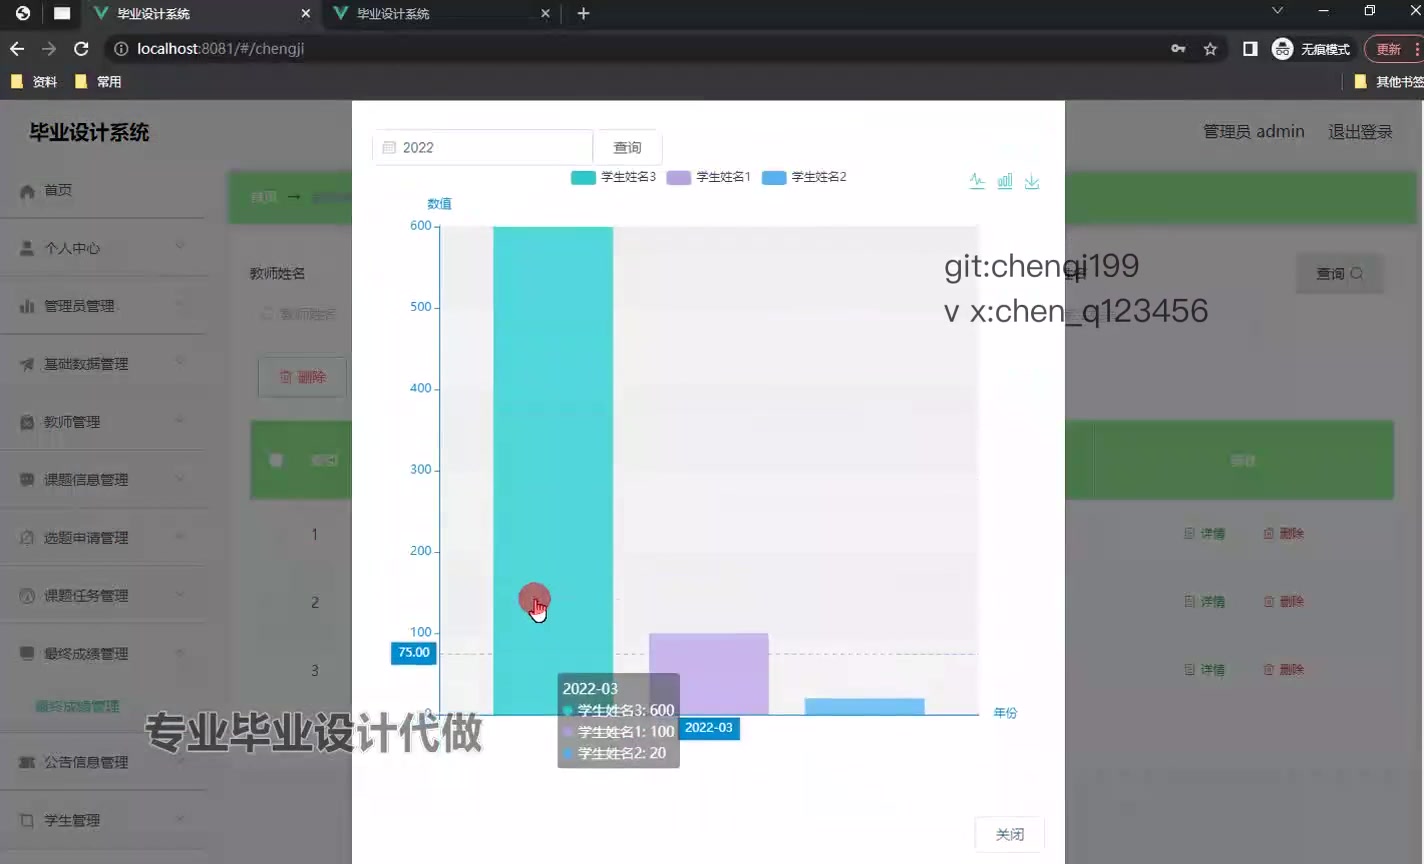 毕业设计系统
毕业设计系统
localhost:8081/#/chengji
无痕模式
更新
资料
常用
其他书签
毕业设计系统
管理员 admin
退出登录
2022
查询
学生姓名3
学生姓名1
学生姓名2
首页
首页 →
数值
600
500
400
300
200
100
0
75.00
个人中心
管理员管理
基础数据管理
教师管理
课题信息管理
选题申请管理
课题任务管理
最终成绩管理
最终成绩管理
公告信息管理
学生管理
教师姓名
教师姓名
查询
删除
git:chenqi199
v x:chen_q123456
1
详情
删除
2
详情
删除
3
详情
删除
2022-03
学生姓名3: 600
学生姓名1: 100
学生姓名2: 20
2022-03
年份
专业毕业设计代做
关闭